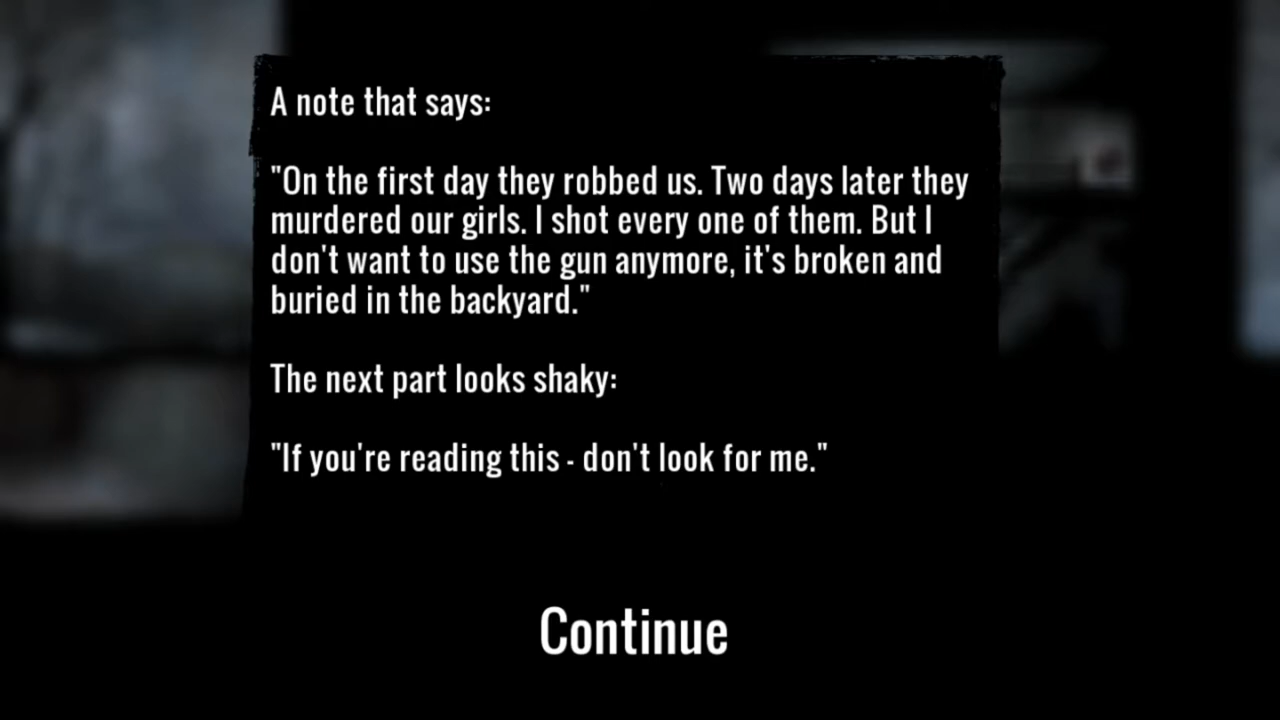 A note that says:
"On the first day they robbed us. Two days later they
murdered our girls. I shot every one of them. But I
don't want to use the gun anymore, it's broken and
buried in the backyard."
The next part looks shaky:
"If you're reading this - don't look for me."
Continue